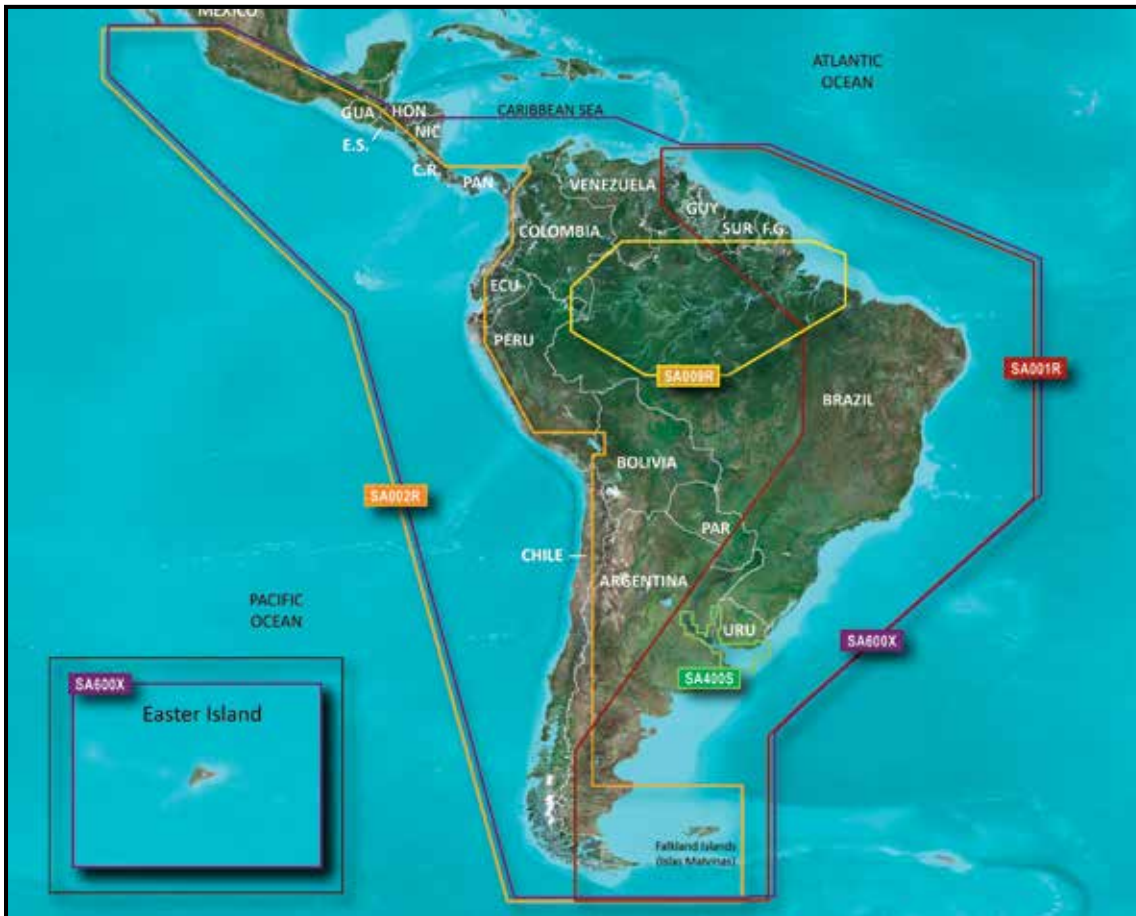 MEXICO
ATLANTIC
OCEAN
GUA
HON
CARIBBEAN SEA
NIC
E.S.
C.R.
PAN
VENEZUELA
GUY
SUR
F.G.
COLOMBIA
ECU
PERU
SA009R
SA001R
BRAZIL
BOLIVIA
SA002R
PAR
CHILE
ARGENTINA
PACIFIC
OCEAN
URU
SA600X
SA400S
SA600X
Easter Island
Falkland Islands
(Islas Malvinas)